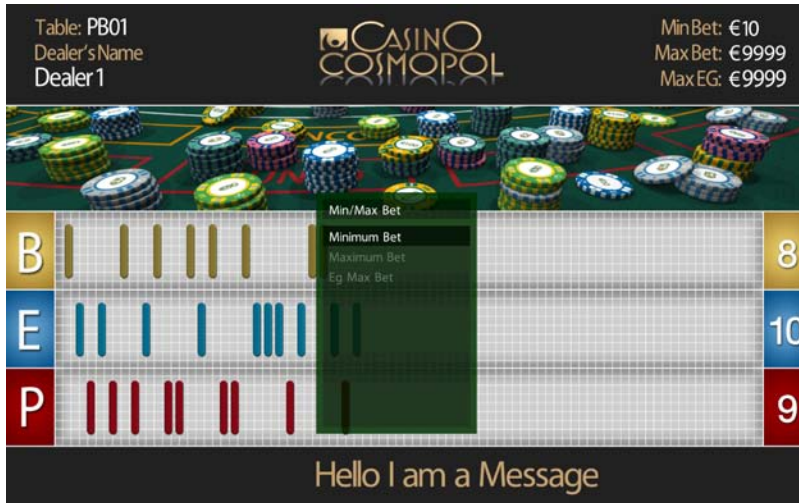 Table: PB01
Dealer's Name
Dealer 1
CASINO
COSMOPOL
Min Bet: €10
Max Bet: €9999
Max EG: €9999
Min/Max Bet
Minimum Bet
Maximum Bet
Eg Max Bet
B
8
E
10
P
9
Hello I am a Message